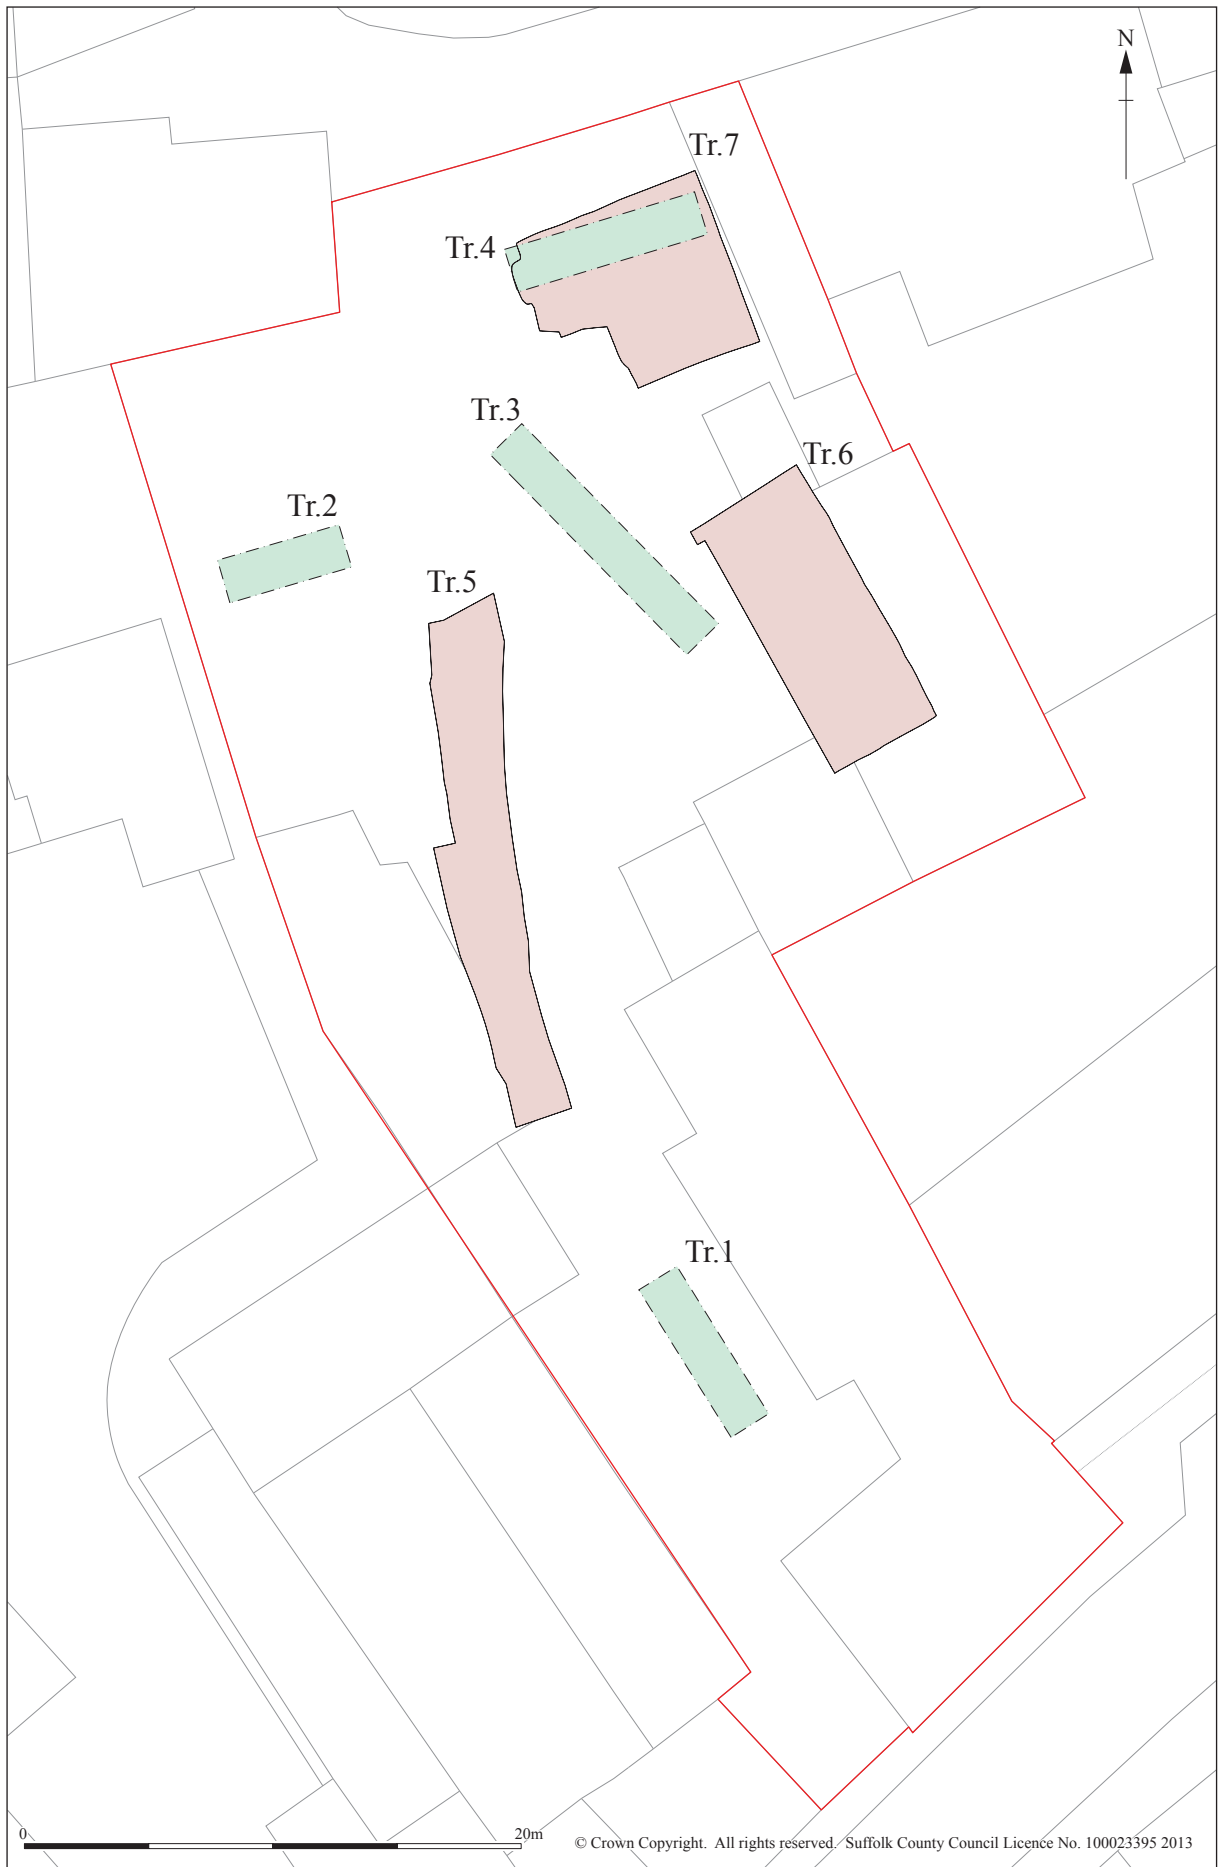 N
Tr.7
Tr.4
Tr.3
Tr.6
Tr.2
Tr.5
Tr.1
0
20m
© Crown Copyright. All rights reserved. Suffolk County Council Licence No. 100023395 2013